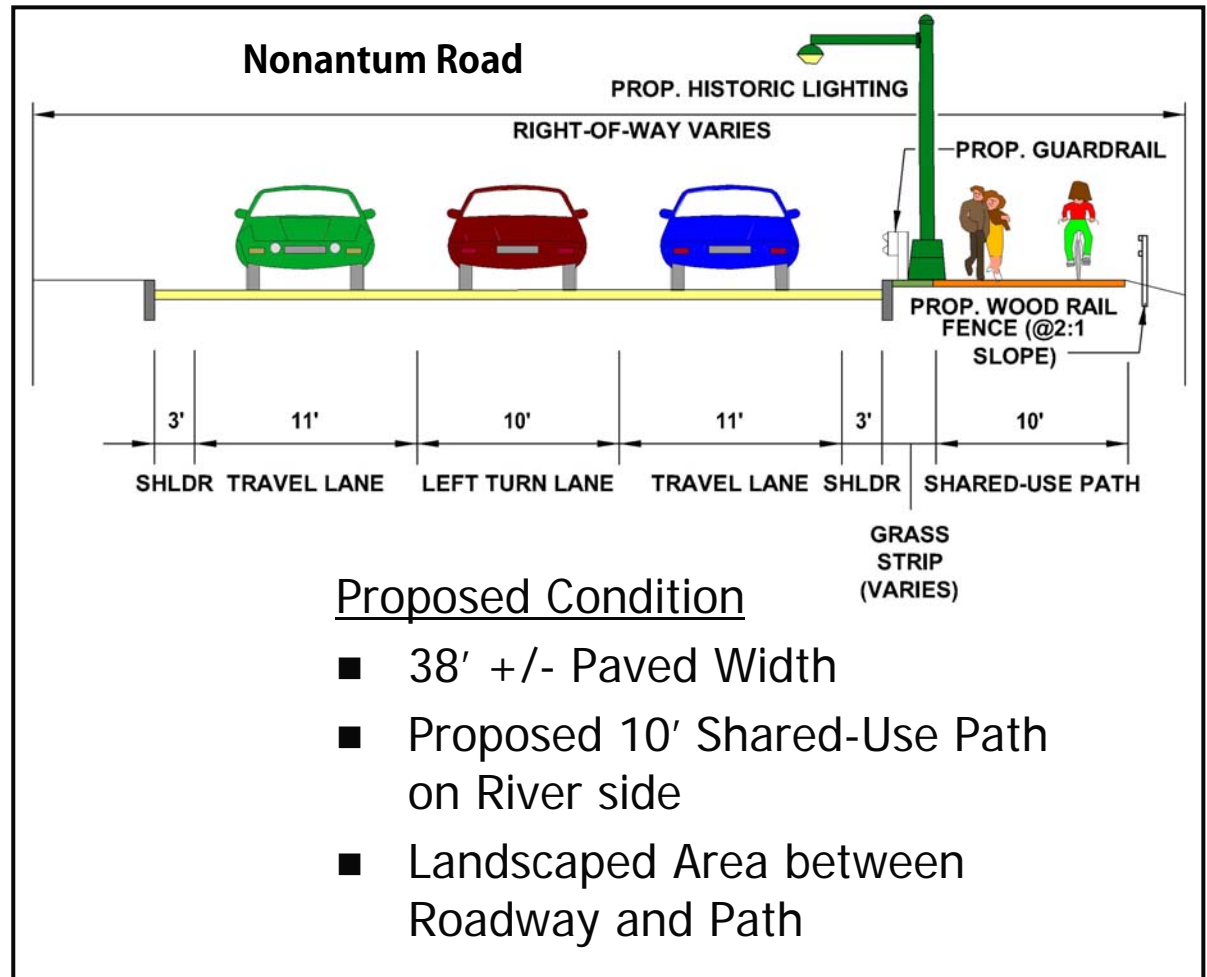 Nonantum Road
PROP. HISTORIC LIGHTING
RIGHT-OF-WAY VARIES
PROP. GUARDRAIL
PROP. WOOD RAIL
FENCE (@2:1
SLOPE)
3' 11' 10' 11' 3' 10'
SHLDR TRAVEL LANE LEFT TURN LANE TRAVEL LANE SHLDR SHARED-USE PATH
GRASS
STRIP
(VARIES)
Proposed Condition
■ 38′ +/- Paved Width
■ Proposed 10′ Shared-Use Path
on River side
■ Landscaped Area between
Roadway and Path